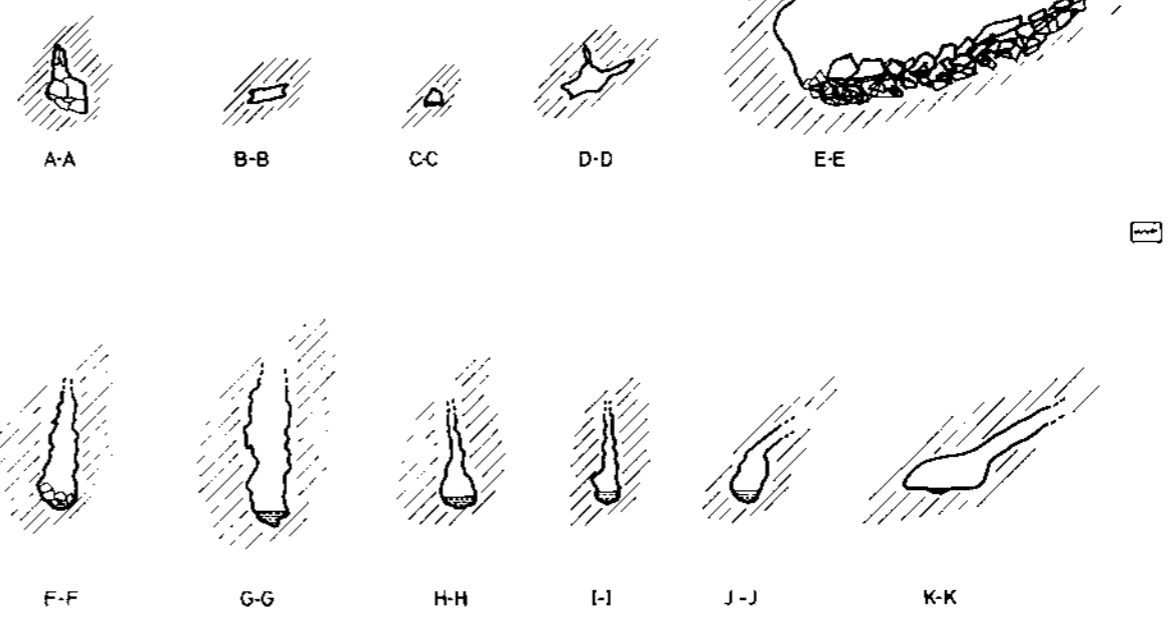 A-A B-B C-C D-D E-E
F-F G-G H-H I-I J-J K-K